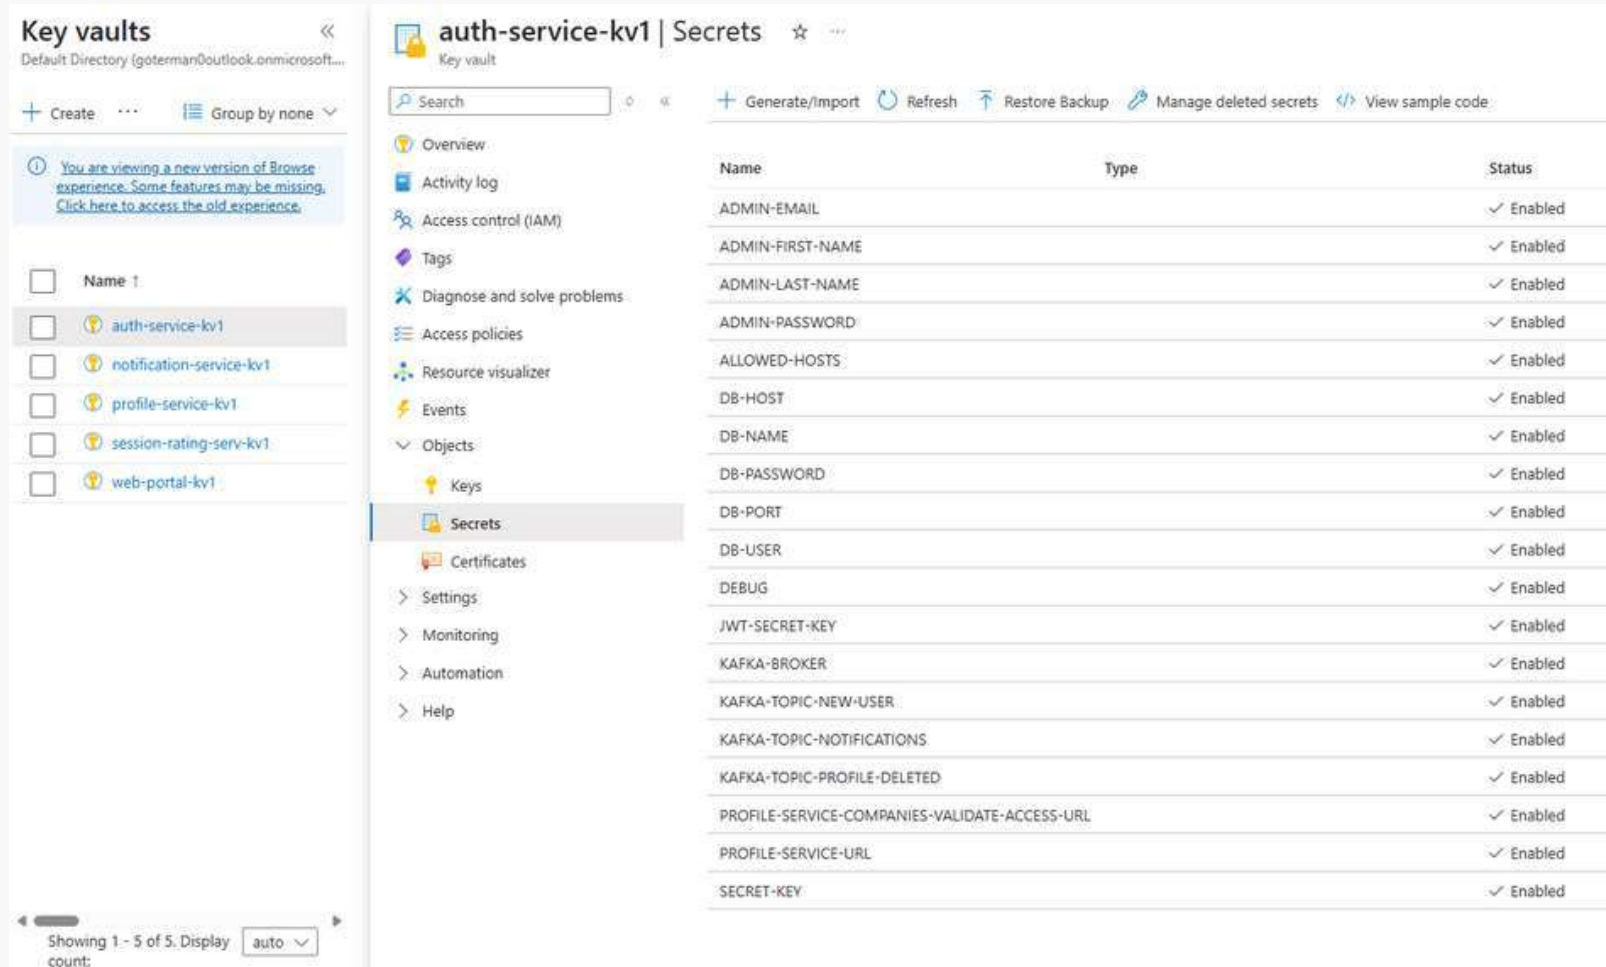 Key vaults
Default Directory (goterman0outlook.onmicrosoft....
Create
Group by none
You are viewing a new version of Browse
experience. Some features may be missing.
Click here to access the old experience.
Name ↑
auth-service-kv1
notification-service-kv1
profile-service-kv1
session-rating-serv-kv1
web-portal-kv1
Showing 1 - 5 of 5. Display auto
count:
auth-service-kv1 | Secrets
Key vault
Search
Overview
Activity log
Access control (IAM)
Tags
Diagnose and solve problems
Access policies
Resource visualizer
Events
Objects
Keys
Secrets
Certificates
Settings
Monitoring
Automation
Help
Generate/Import Refresh Restore Backup Manage deleted secrets View sample code
Name Type Status
ADMIN-EMAIL Enabled
ADMIN-FIRST-NAME Enabled
ADMIN-LAST-NAME Enabled
ADMIN-PASSWORD Enabled
ALLOWED-HOSTS Enabled
DB-HOST Enabled
DB-NAME Enabled
DB-PASSWORD Enabled
DB-PORT Enabled
DB-USER Enabled
DEBUG Enabled
JWT-SECRET-KEY Enabled
KAFKA-BROKER Enabled
KAFKA-TOPIC-NEW-USER Enabled
KAFKA-TOPIC-NOTIFICATIONS Enabled
KAFKA-TOPIC-PROFILE-DELETED Enabled
PROFILE-SERVICE-COMPANIES-VALIDATE-ACCESS-URL Enabled
PROFILE-SERVICE-URL Enabled
SECRET-KEY Enabled